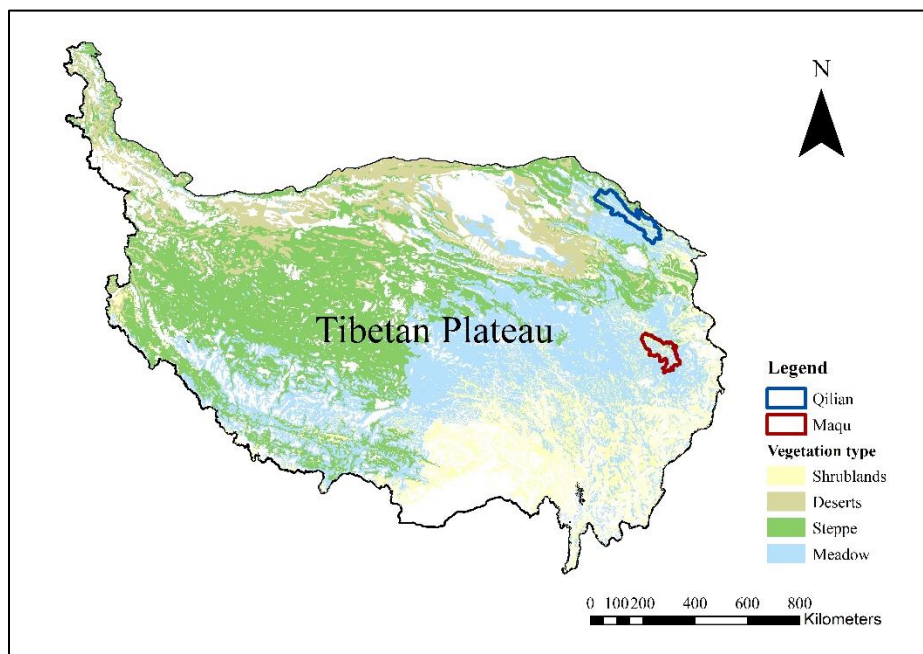 N
Tibetan Plateau
Legend
Qilian
Maqu
Vegetation type
Shrublands
Deserts
Steppe
Meadow
0 100 200 400 600 800
Kilometers